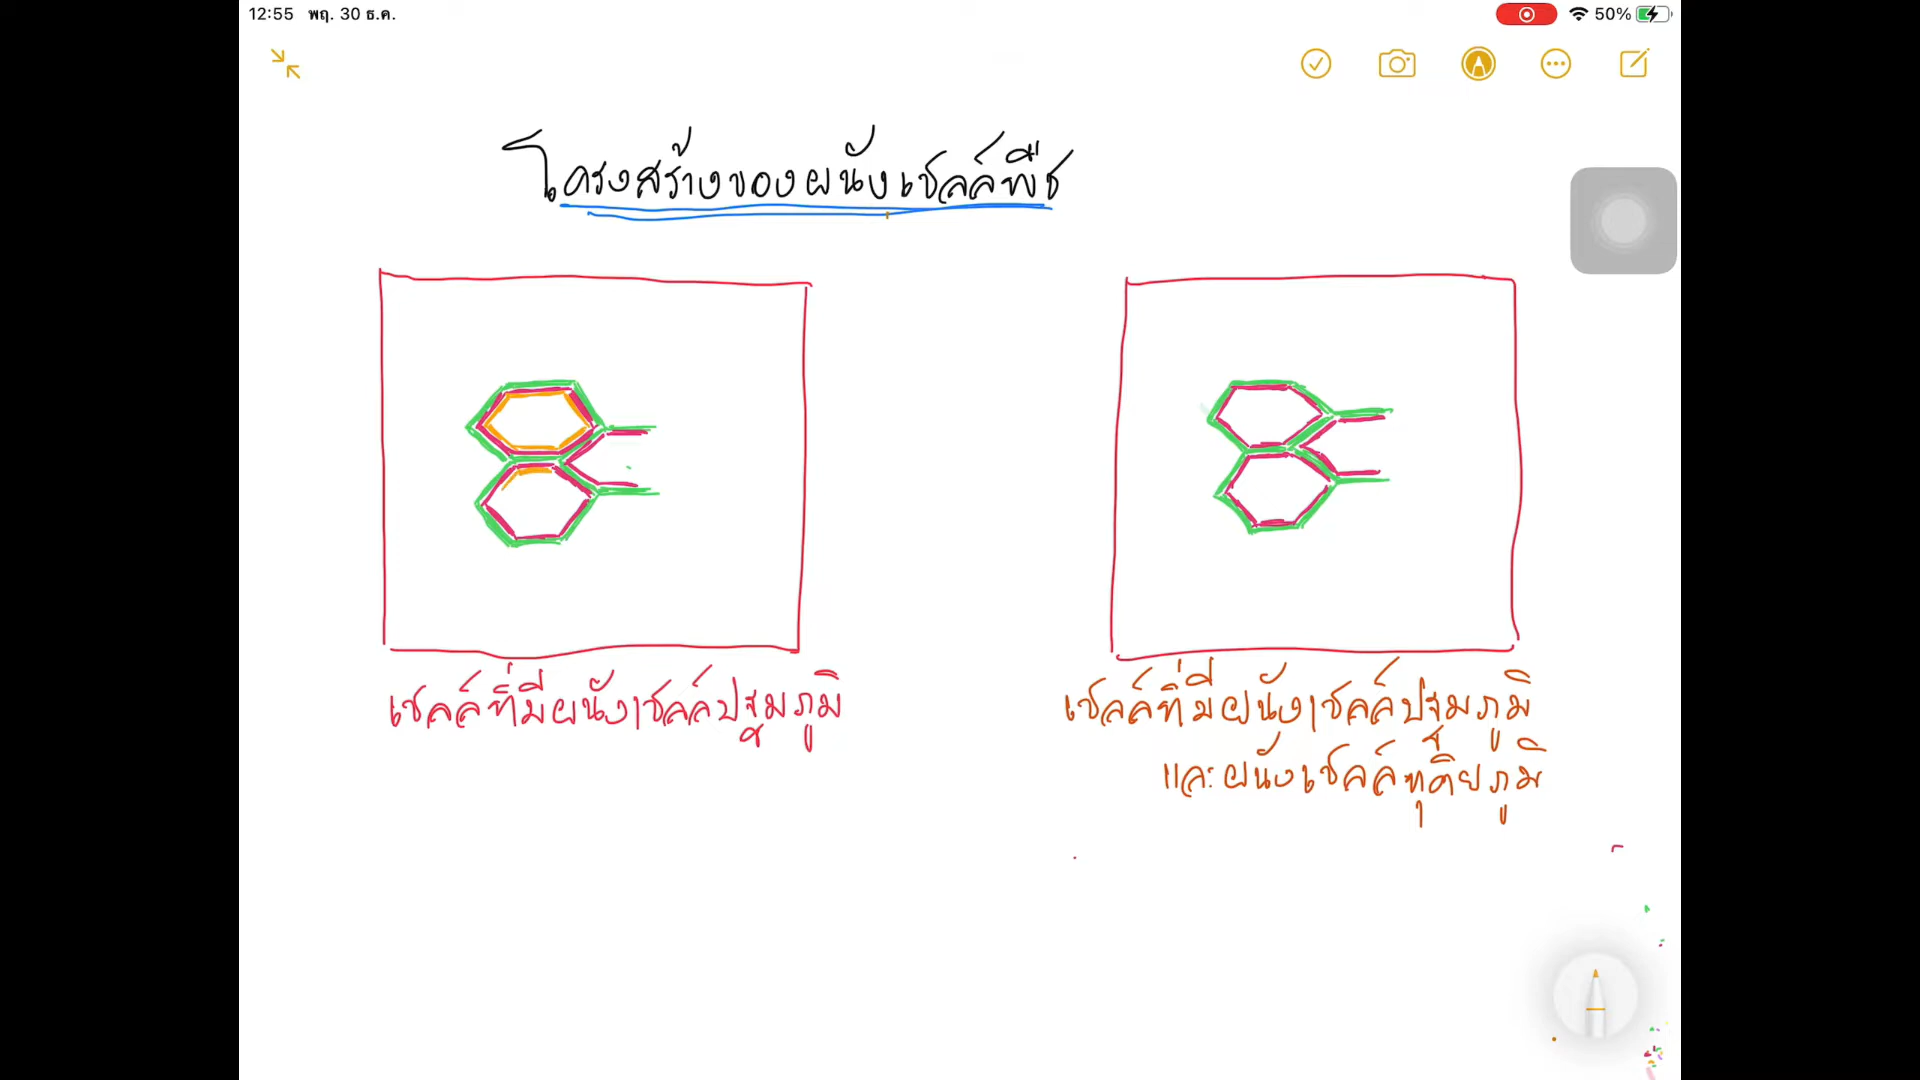 12:55 พฤ. 30 ธ.ค.
50%
โครงสร้างของผนังเซลล์พืช
เซลล์ที่มีผนังเซลล์ปฐมภูมิ
เซลล์ที่มีผนังเซลล์ปฐมภูมิ
และผนังเซลล์ทุติยภูมิ